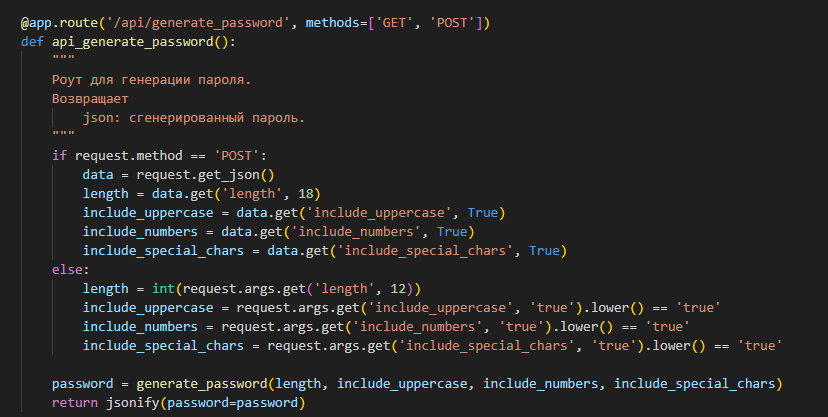 @app.route('/api/generate_password', methods=['GET', 'POST'])
def api_generate_password():
    """
    Роут для генерации пароля.
    Возвращает
        json: сгенерированный пароль.
    """
    if request.method == 'POST':
        data = request.get_json()
        length = data.get('length', 18)
        include_uppercase = data.get('include_uppercase', True)
        include_numbers = data.get('include_numbers', True)
        include_special_chars = data.get('include_special_chars', True)
    else:
        length = int(request.args.get('length', 12))
        include_uppercase = request.args.get('include_uppercase', 'true').lower() == 'true'
        include_numbers = request.args.get('include_numbers', 'true').lower() == 'true'
        include_special_chars = request.args.get('include_special_chars', 'true').lower() == 'true'

    password = generate_password(length, include_uppercase, include_numbers, include_special_chars)
    return jsonify(password=password)